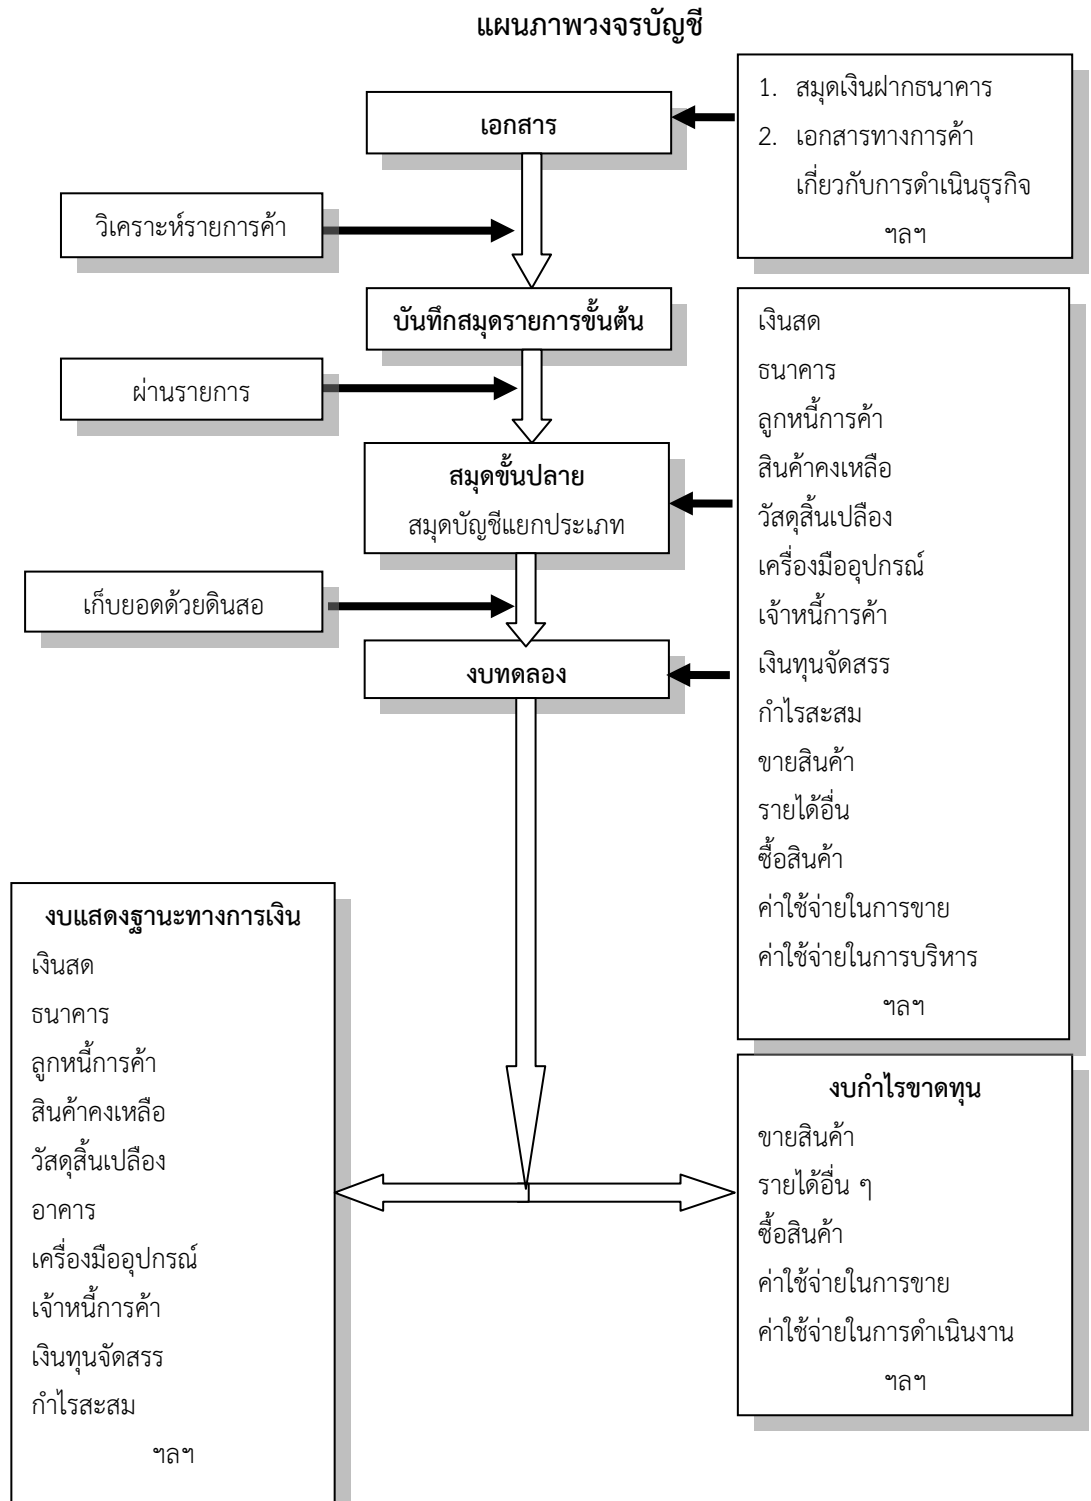 แผนภาพวงจรบัญชี
เอกสาร
1. สมุดเงินฝากธนาคาร
2. เอกสารทางการค้า
เกี่ยวกับการดำเนินธุรกิจ
ฯลฯ
วิเคราะห์รายการค้า
บันทึกสมุดรายการขั้นต้น
ผ่านรายการ
สมุดขั้นปลาย
สมุดบัญชีแยกประเภท
เก็บยอดด้วยดินสอ
งบทดลอง
เงินสด
ธนาคาร
ลูกหนี้การค้า
สินค้าคงเหลือ
วัสดุสิ้นเปลือง
เครื่องมืออุปกรณ์
เจ้าหนี้การค้า
เงินทุนจัดสรร
กำไรสะสม
ขายสินค้า
รายได้อื่น
ซื้อสินค้า
ค่าใช้จ่ายในการขาย
ค่าใช้จ่ายในการบริหาร
ฯลฯ
งบแสดงฐานะทางการเงิน
เงินสด
ธนาคาร
ลูกหนี้การค้า
สินค้าคงเหลือ
วัสดุสิ้นเปลือง
อาคาร
เครื่องมืออุปกรณ์
เจ้าหนี้การค้า
เงินทุนจัดสรร
กำไรสะสม
ฯลฯ
งบกำไรขาดทุน
ขายสินค้า
รายได้อื่น ๆ
ซื้อสินค้า
ค่าใช้จ่ายในการขาย
ค่าใช้จ่ายในการดำเนินงาน
ฯลฯ